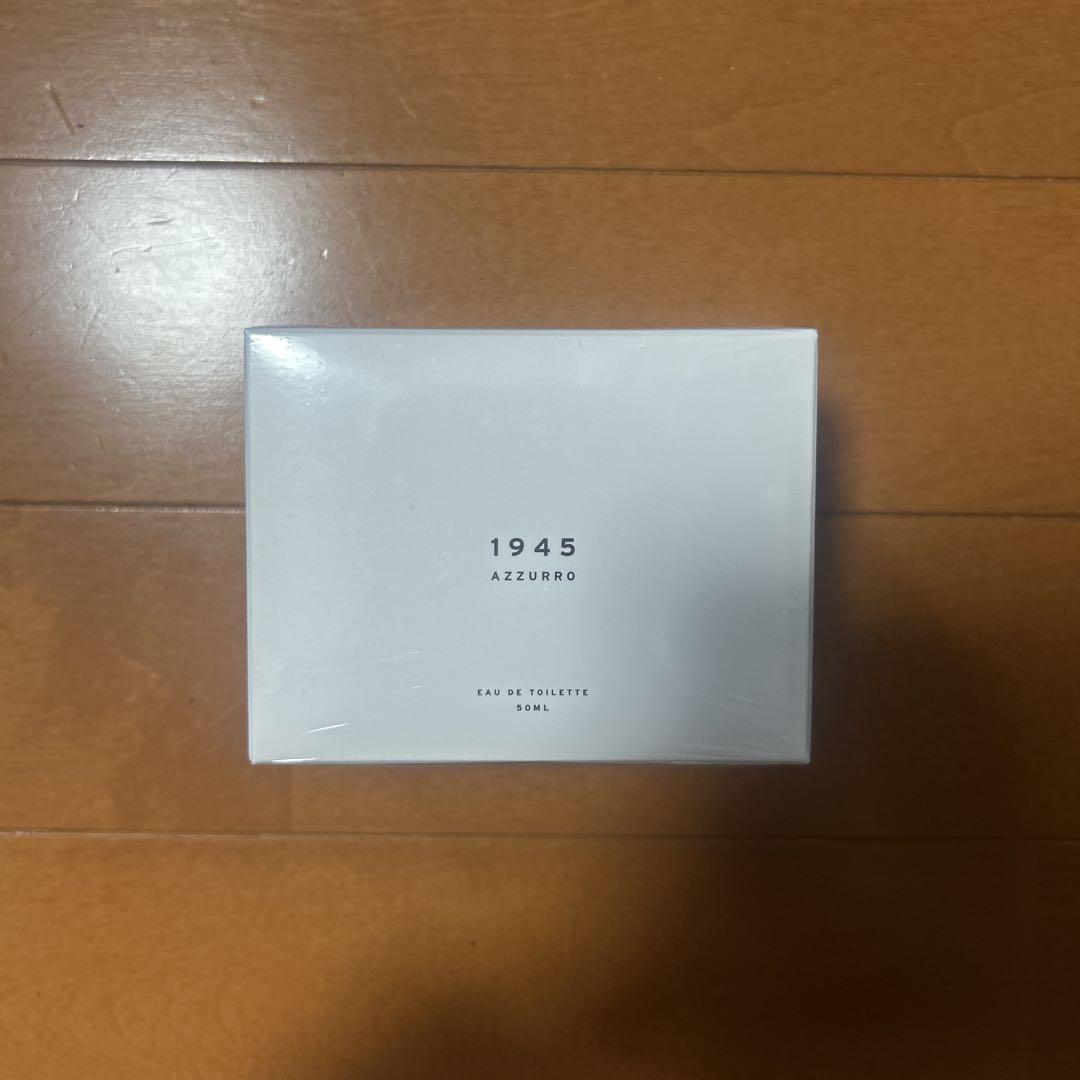 1945
AZZURRO
EAU DE TOILETTE
50ML